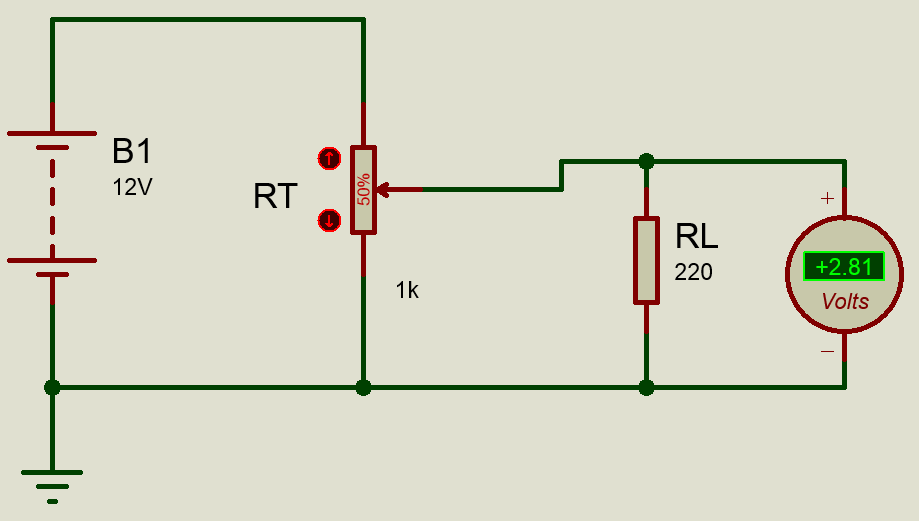 B1
12V
RT
50%
1k
RL
220
+
+2.81
Volts
−